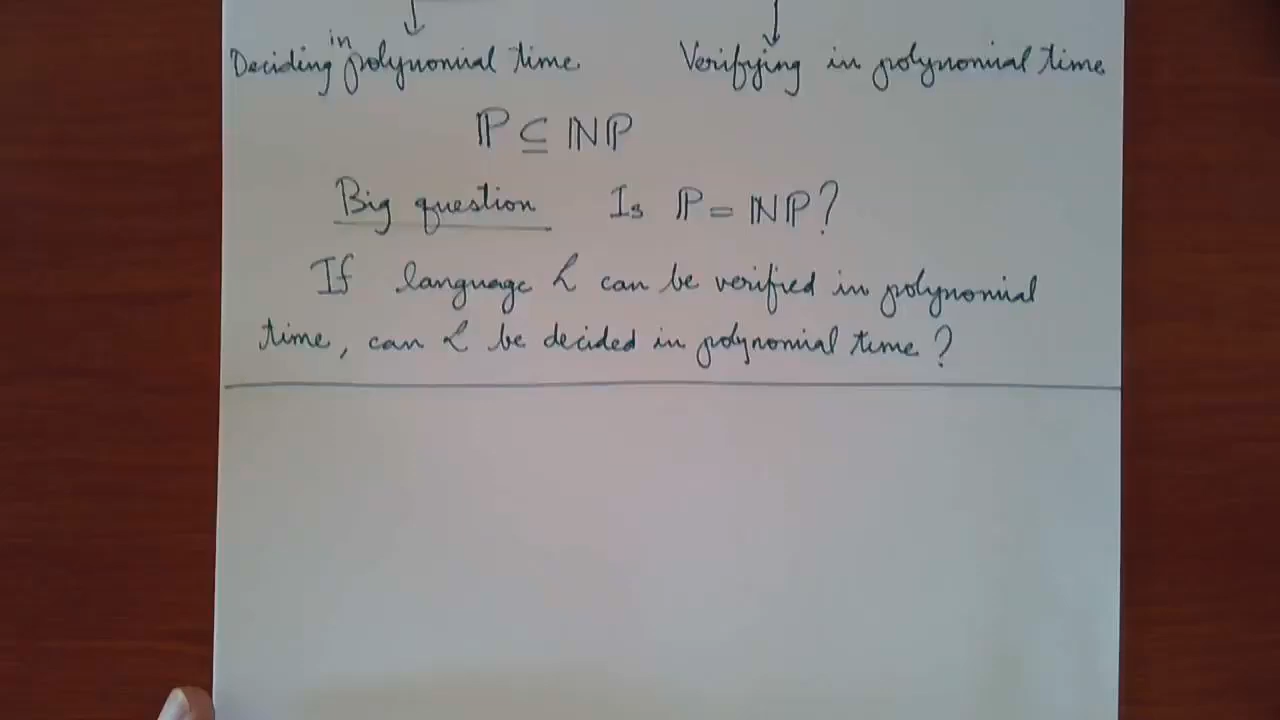 Deciding in polynomial time Verifying in polynomial time
ℙ ⊆ ℕℙ
Big question Is ℙ = ℕℙ?
If language L can be verified in polynomial
time, can L be decided in polynomial time?